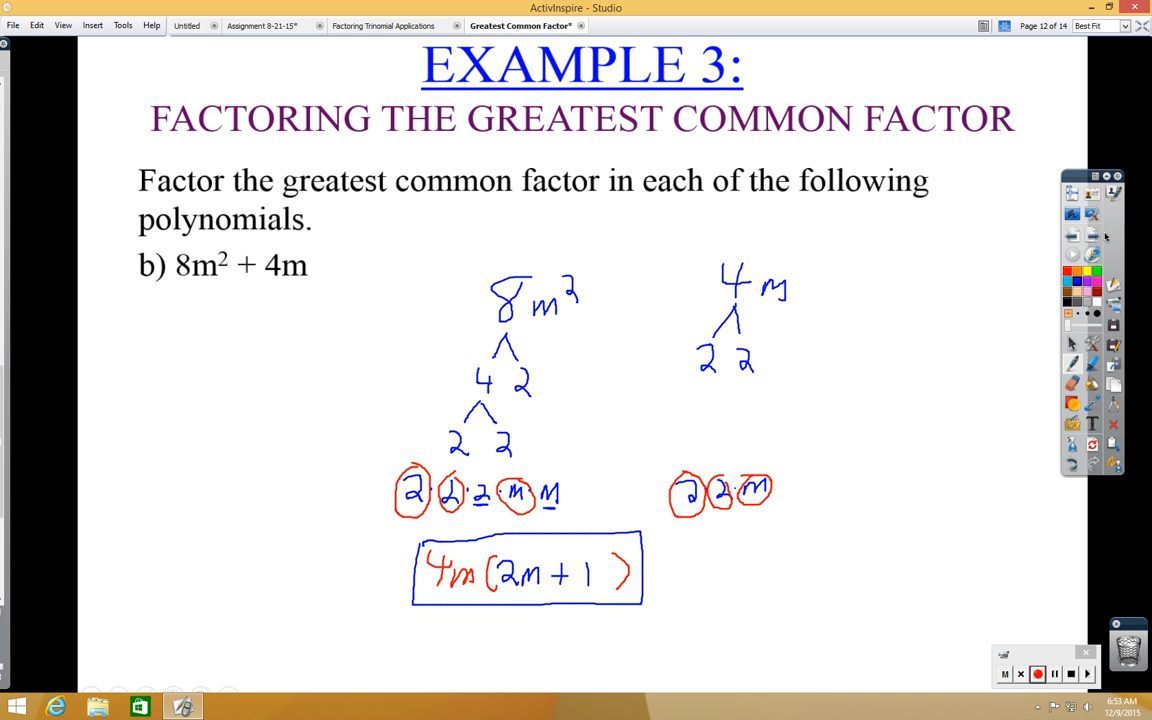 ActivInspire - Studio
File Edit View Insert Tools Help Untitled Assignment 8-21-15* Factoring Trinomial Applications Greatest Common Factor* Page 12 of 14 Best Fit
EXAMPLE 3:
FACTORING THE GREATEST COMMON FACTOR
Factor the greatest common factor in each of the following
polynomials.
b) 8m² + 4m
8m² 4m
2 2
4 2
2 2
2·2·2·m·m 2 2·m
4m(2m + 1)
M
6:53 AM
12/9/2015